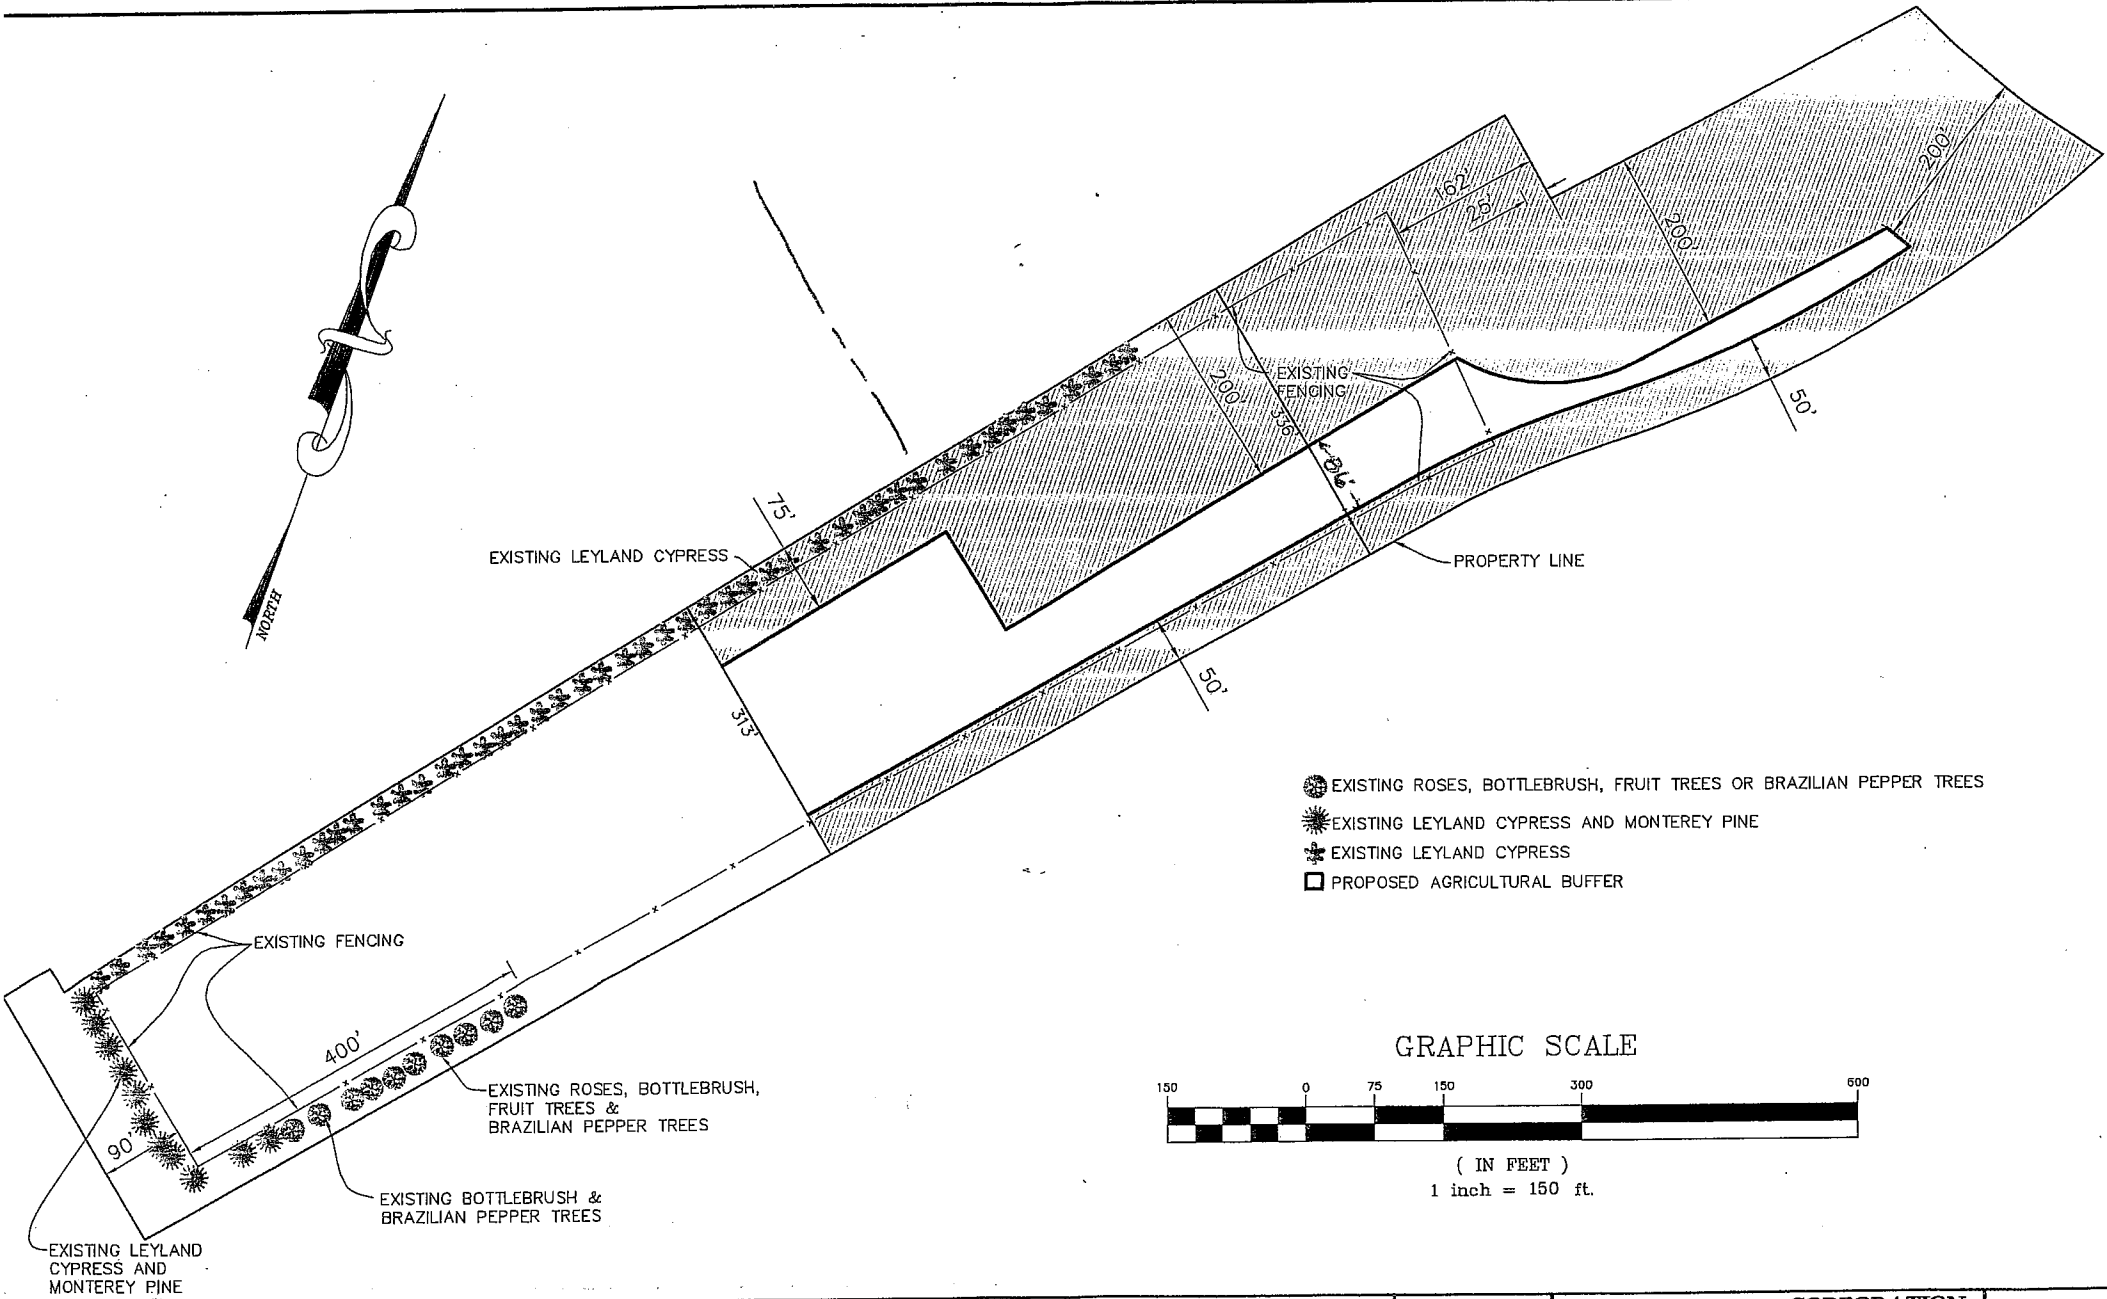 NORTH
200'
162'
25'
200'
EXISTING
FENCING
200'
336'
86'
50'
75'
EXISTING LEYLAND CYPRESS
PROPERTY LINE
50'
313'
EXISTING ROSES, BOTTLEBRUSH, FRUIT TREES OR BRAZILIAN PEPPER TREES
EXISTING LEYLAND CYPRESS AND MONTEREY PINE
EXISTING LEYLAND CYPRESS
PROPOSED AGRICULTURAL BUFFER
EXISTING FENCING
400'
90'
EXISTING ROSES, BOTTLEBRUSH,
FRUIT TREES &
BRAZILIAN PEPPER TREES
EXISTING BOTTLEBRUSH &
BRAZILIAN PEPPER TREES
EXISTING LEYLAND
CYPRESS AND
MONTEREY PINE
GRAPHIC SCALE
150 0 75 150 300 600
( IN FEET )
1 inch = 150 ft.
CORPORATION